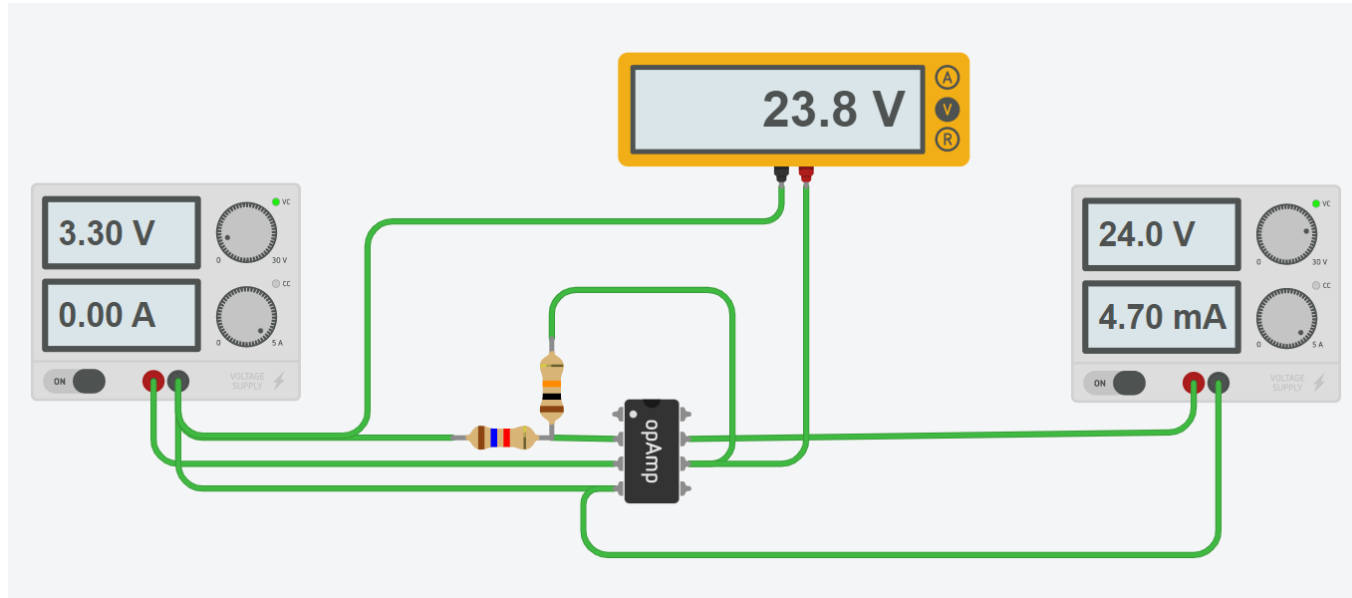 23.8 V
A
V
R
3.30 V
VC
0
30 V
0.00 A
CC
0
5 A
ON
VOLTAGE
SUPPLY
opAmp
24.0 V
VC
0
30 V
4.70 mA
CC
0
5 A
ON
VOLTAGE
SUPPLY